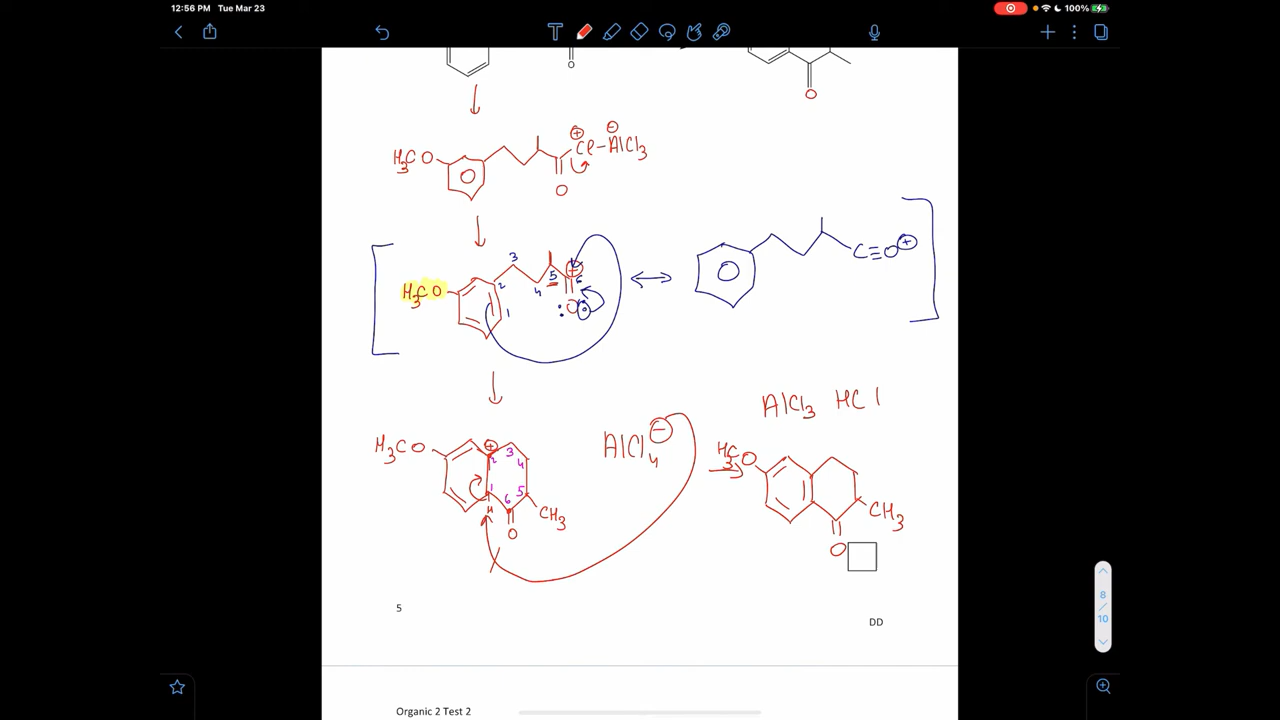 12:56 PM Tue Mar 23
100%
O
O
H3CO
⊕ ⊖
Cl-AlCl3
O
O
H3CO
3
2
4
5
6
1
⊕
:O:
C≡O⊕
AlCl3 HCl
H3CO
⊕
2
3
4
1
5
6
H
O
CH3
AlCl4⊖
H3CO
CH3
O
5
DD
8
/
10
Organic 2 Test 2